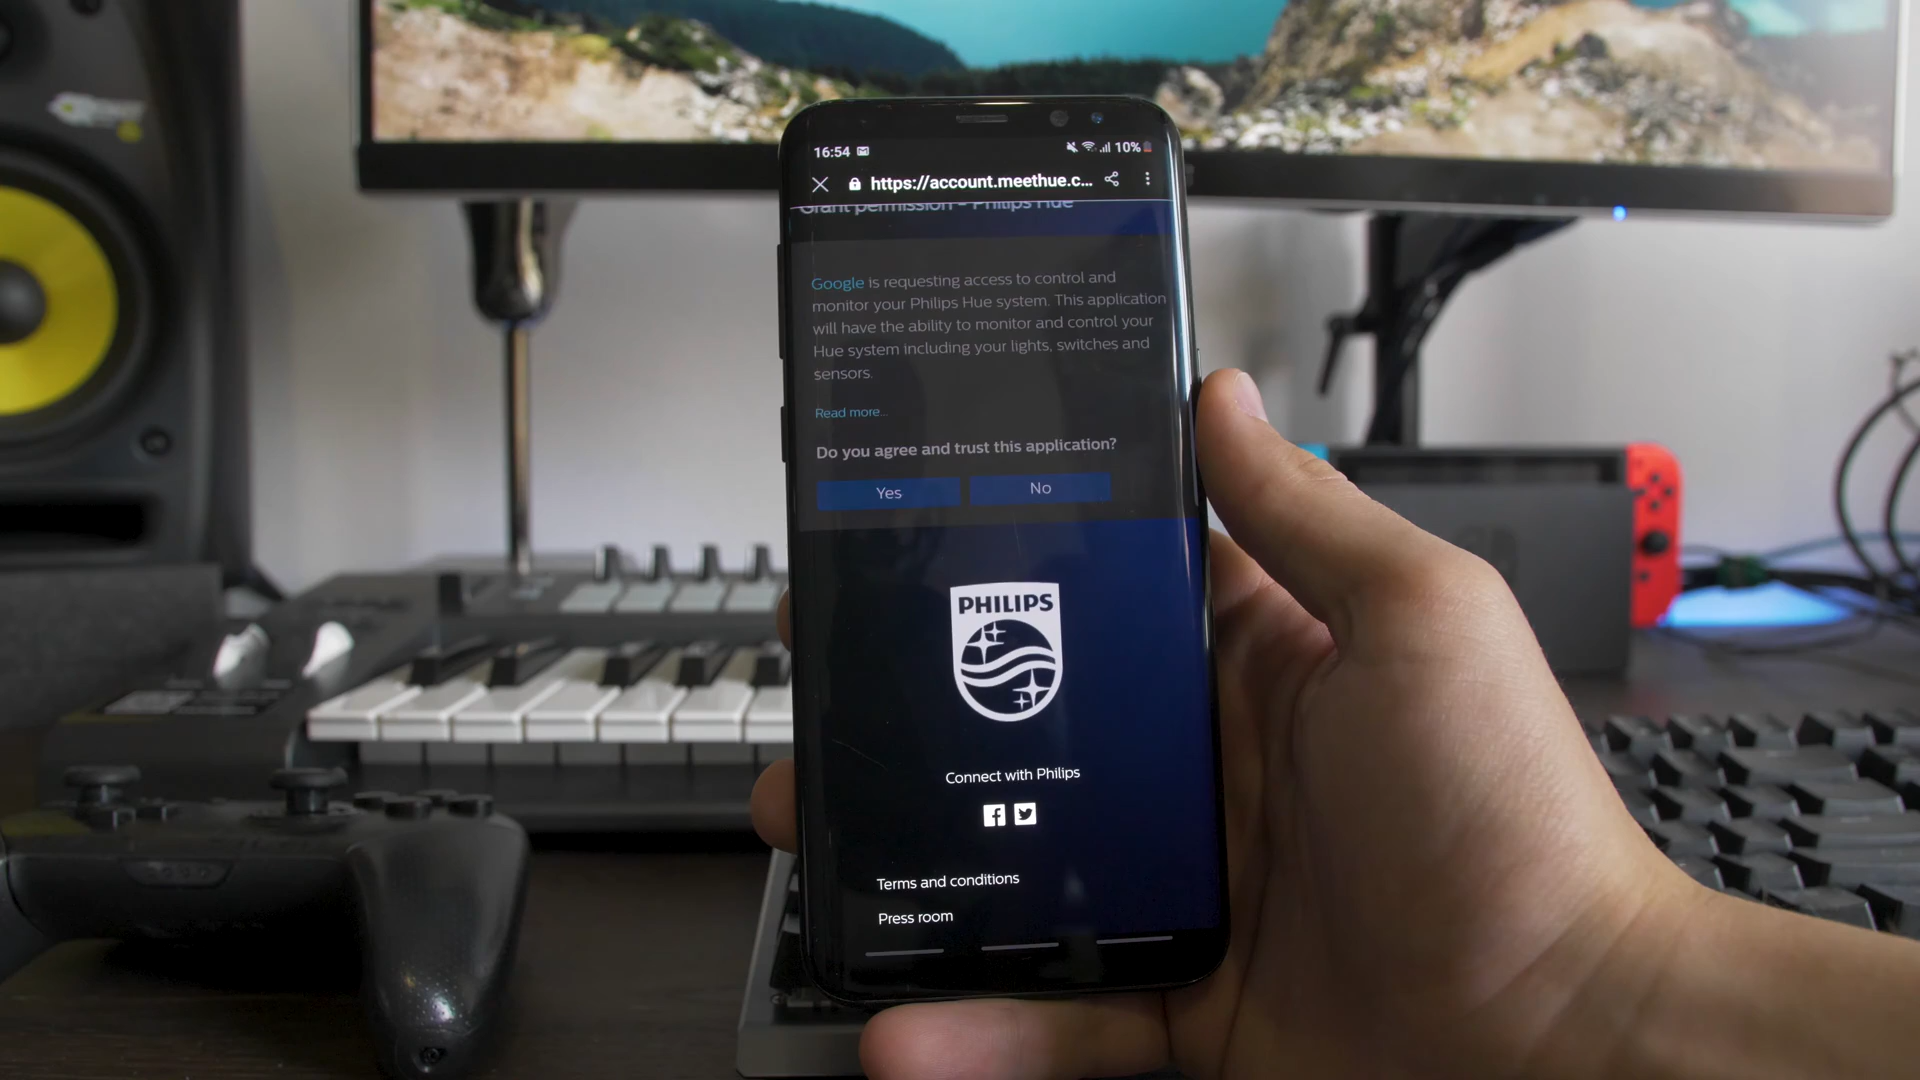 16:54
10%
https://account.meethue.c...
Grant permission - Philips Hue
Google is requesting access to control and
monitor your Philips Hue system. This application
will have the ability to monitor and control your
Hue system including your lights, switches and
sensors.
Read more...
Do you agree and trust this application?
Yes
No
PHILIPS
Connect with Philips
Terms and conditions
Press room